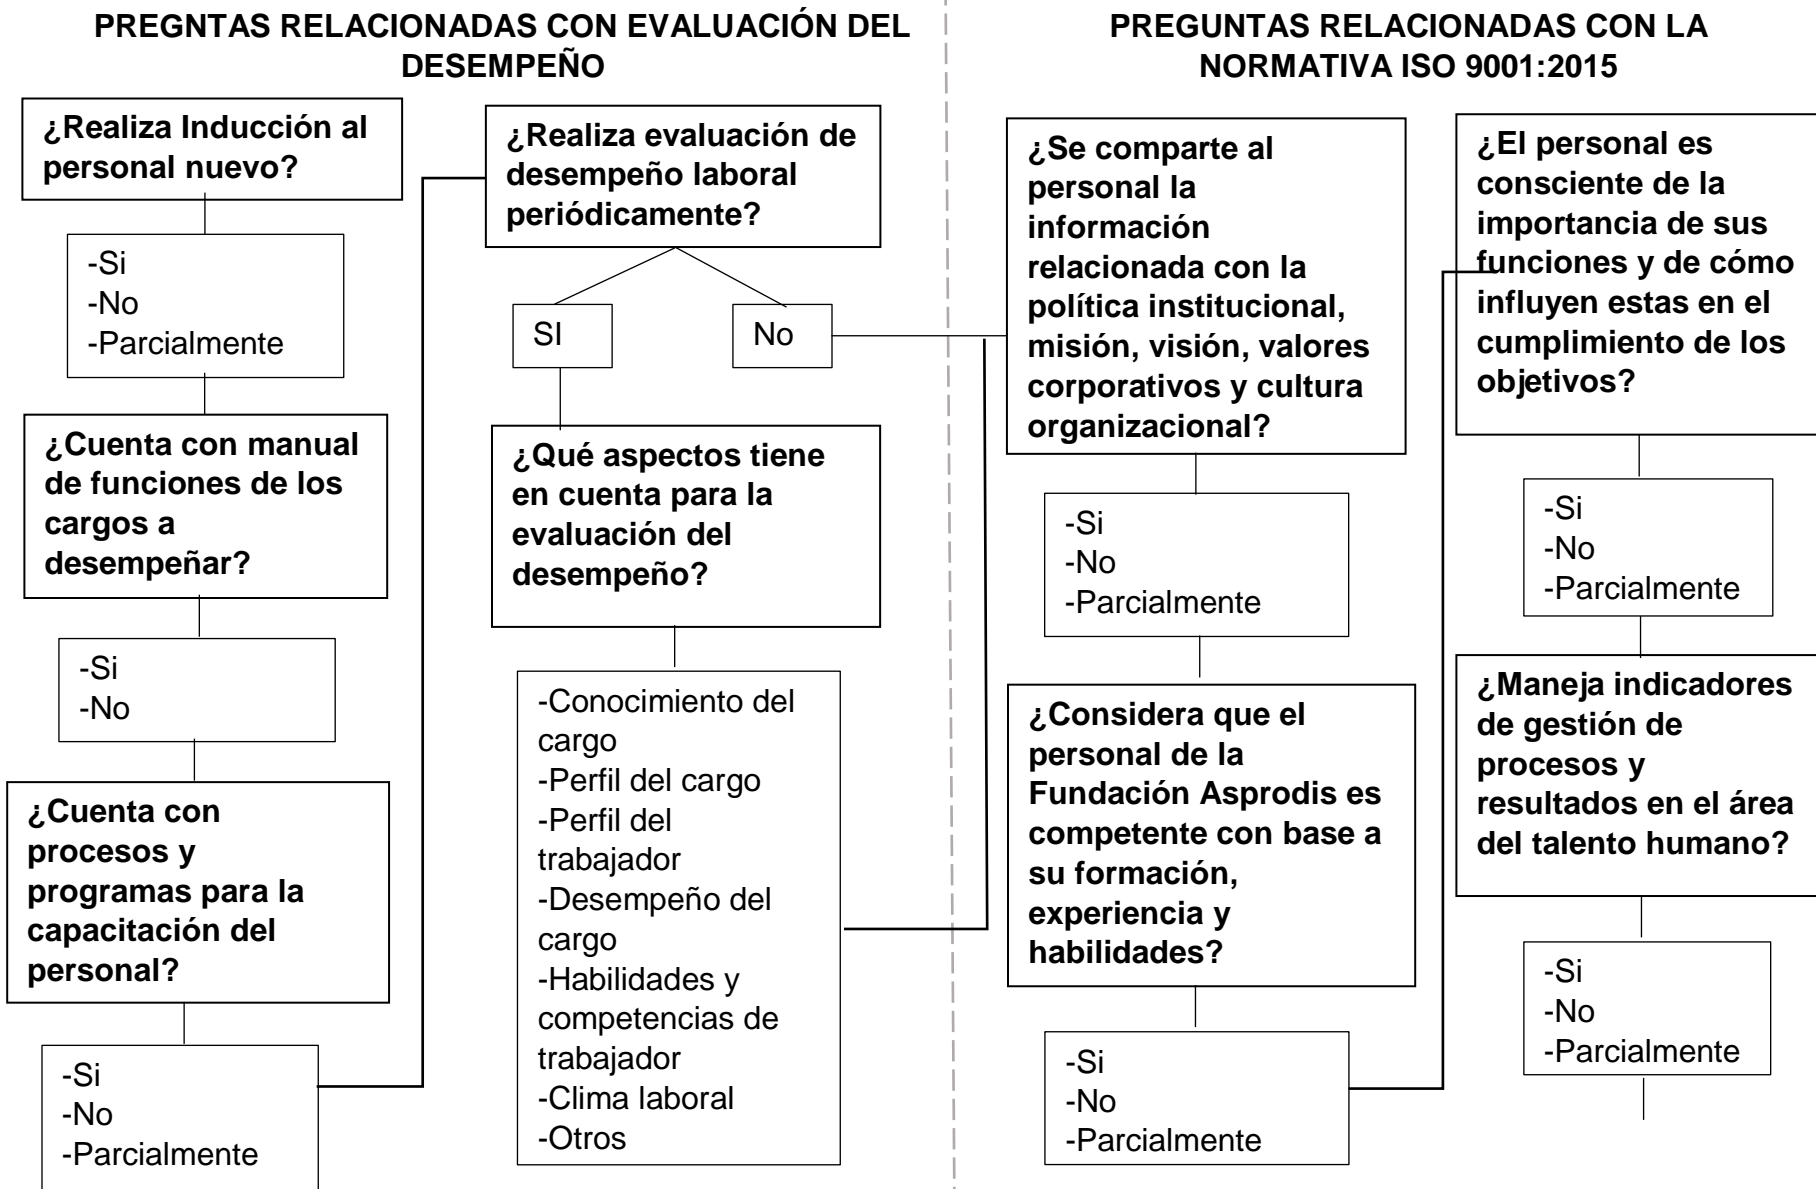 PREGNTAS RELACIONADAS CON EVALUACIÓN DEL
DESEMPEÑO
¿Realiza Inducción al
personal nuevo?
-Si
-No
-Parcialmente
¿Cuenta con manual
de funciones de los
cargos a
desempeñar?
-Si
-No
¿Cuenta con
procesos y
programas para la
capacitación del
personal?
-Si
-No
-Parcialmente
¿Realiza evaluación de
desempeño laboral
periódicamente?
SI
No
¿Qué aspectos tiene
en cuenta para la
evaluación del
desempeño?
-Conocimiento del
cargo
-Perfil del cargo
-Perfil del
trabajador
-Desempeño del
cargo
-Habilidades y
competencias de
trabajador
-Clima laboral
-Otros
PREGUNTAS RELACIONADAS CON LA
NORMATIVA ISO 9001:2015
¿Se comparte al
personal la
información
relacionada con la
política institucional,
misión, visión, valores
corporativos y cultura
organizacional?
-Si
-No
-Parcialmente
¿Considera que el
personal de la
Fundación Asprodis es
competente con base a
su formación,
experiencia y
habilidades?
-Si
-No
-Parcialmente
¿El personal es
consciente de la
importancia de sus
funciones y de cómo
influyen estas en el
cumplimiento de los
objetivos?
-Si
-No
-Parcialmente
¿Maneja indicadores
de gestión de
procesos y
resultados en el área
del talento humano?
-Si
-No
-Parcialmente